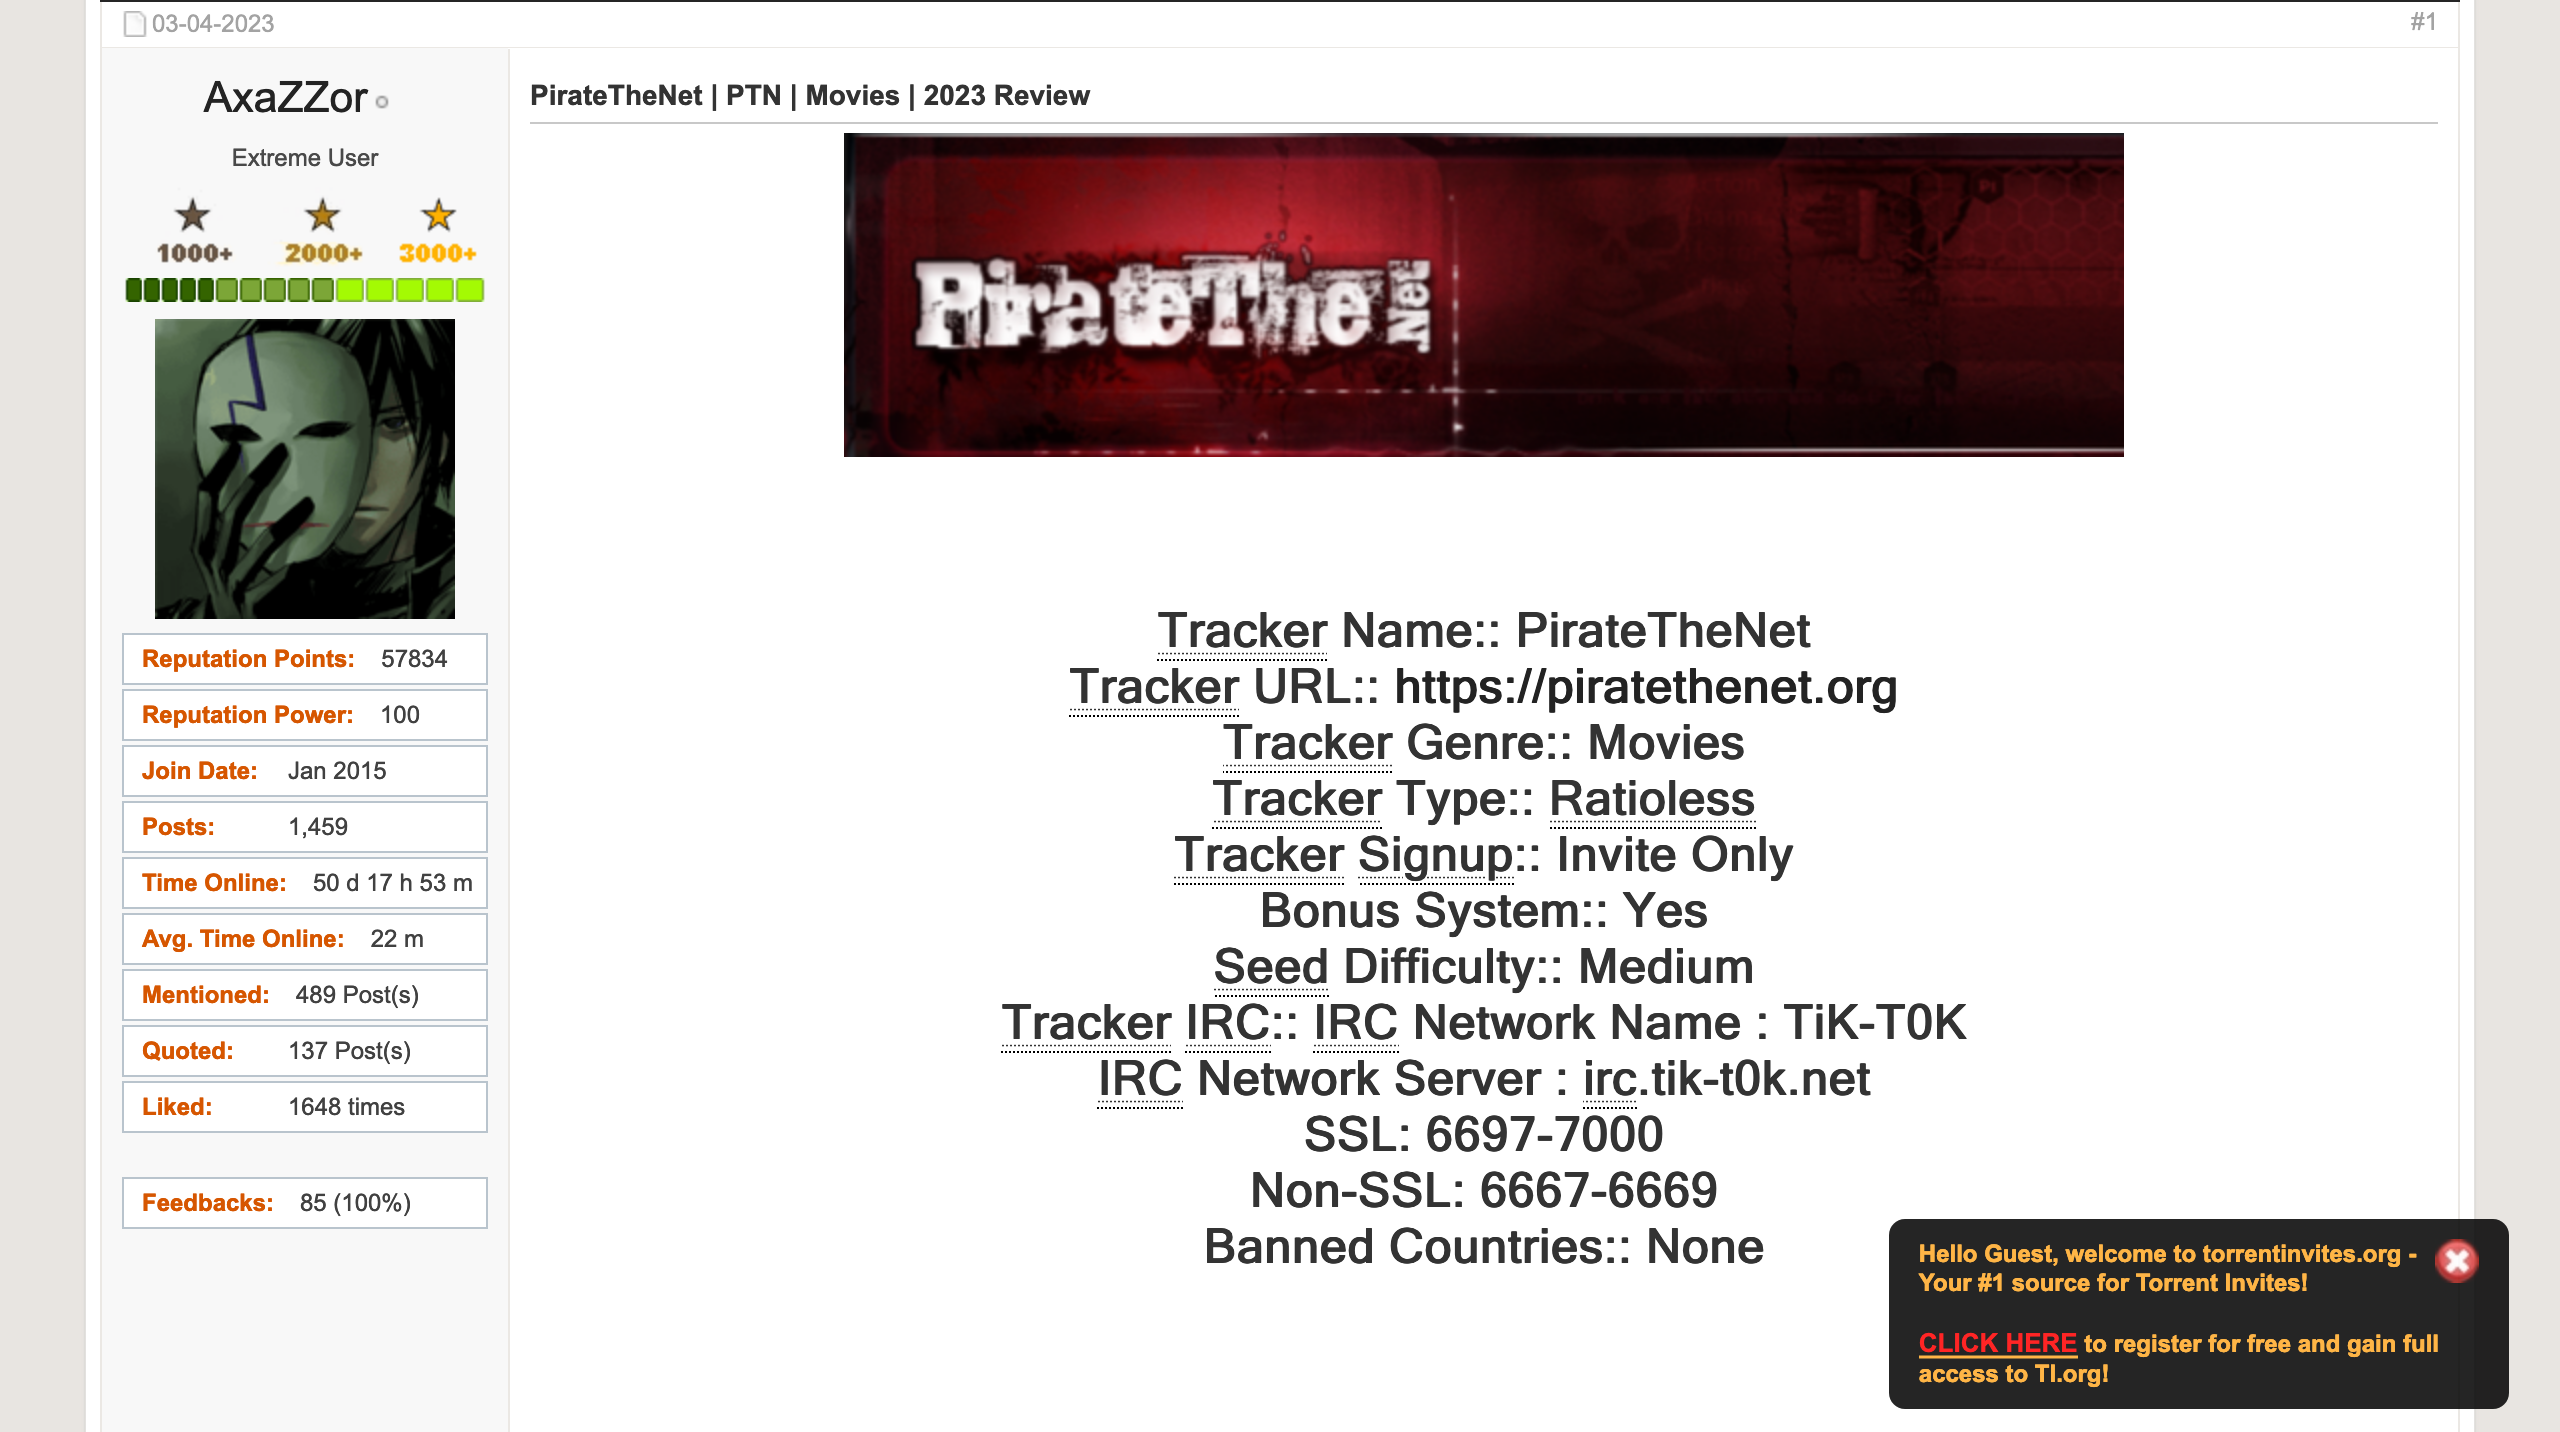 03-04-2023
#1
AxaZZor
Extreme User
1000+ 2000+ 3000+
Reputation Points: 57834
Reputation Power: 100
Join Date: Jan 2015
Posts: 1,459
Time Online: 50 d 17 h 53 m
Avg. Time Online: 22 m
Mentioned: 489 Post(s)
Quoted: 137 Post(s)
Liked: 1648 times
Feedbacks: 85 (100%)
PirateTheNet | PTN | Movies | 2023 Review
PirateThe.Net
Tracker Name:: PirateTheNet
Tracker URL:: https://piratethenet.org
Tracker Genre:: Movies
Tracker Type:: Ratioless
Tracker Signup:: Invite Only
Bonus System:: Yes
Seed Difficulty:: Medium
Tracker IRC:: IRC Network Name : TiK-T0K
IRC Network Server : irc.tik-t0k.net
SSL: 6697-7000
Non-SSL: 6667-6669
Banned Countries:: None
Hello Guest, welcome to torrentinvites.org -
Your #1 source for Torrent Invites!
CLICK HERE to register for free and gain full
access to TI.org!